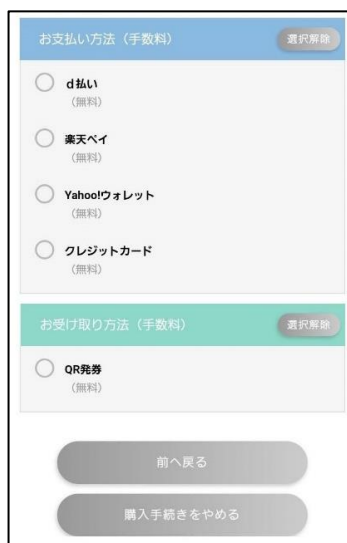 お支払い方法（手数料）
選択解除
d払い
（無料）
楽天ペイ
（無料）
Yahoo!ウォレット
（無料）
クレジットカード
（無料）
お受け取り方法（手数料）
選択解除
QR発券
（無料）
前へ戻る
購入手続きをやめる